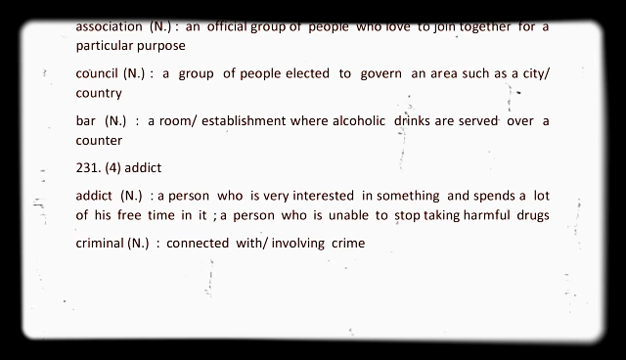 association (N.) : an official group of people who love to join together for a
particular purpose
council (N.) : a group of people elected to govern an area such as a city/
country
bar (N.) : a room/ establishment where alcoholic drinks are served over a
counter
231. (4) addict
addict (N.) : a person who is very interested in something and spends a lot
of his free time in it ; a person who is unable to stop taking harmful drugs
criminal (N.) : connected with/ involving crime